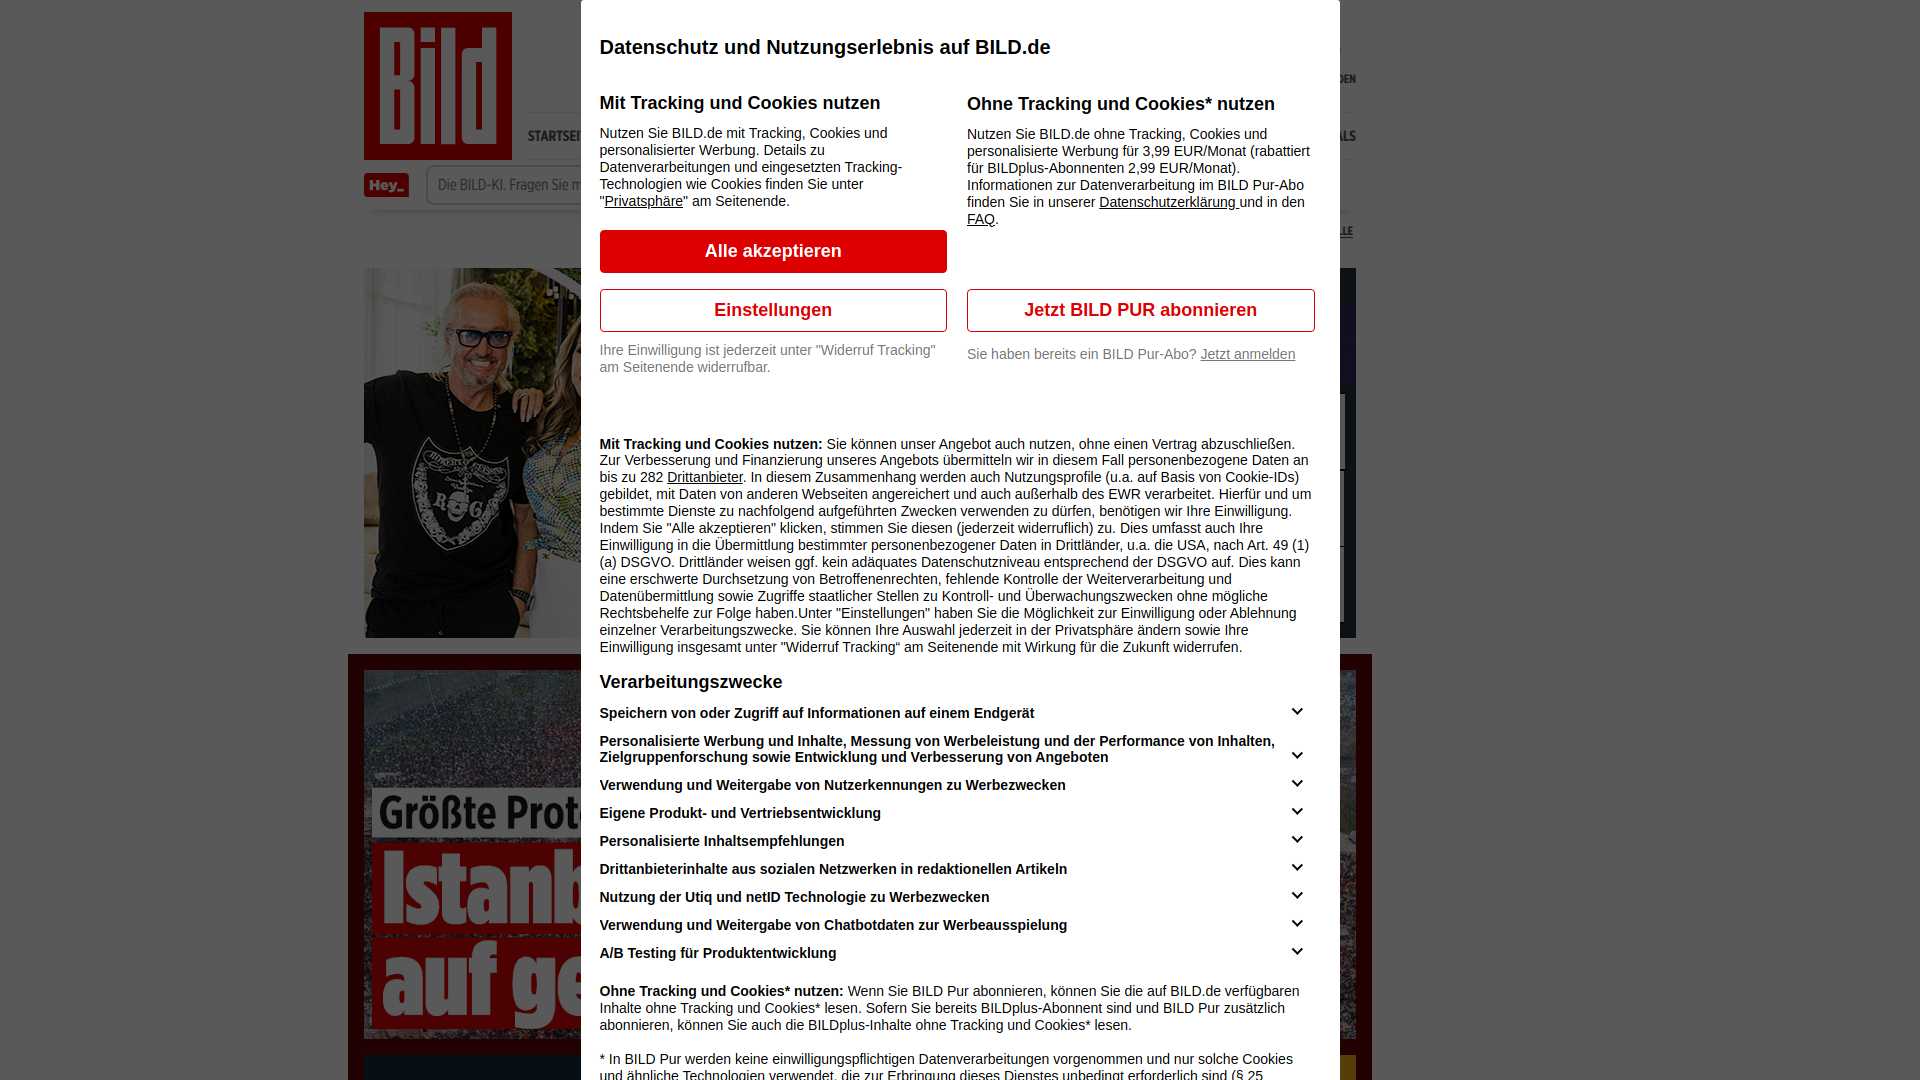 Bild
Datenschutz und Nutzungserlebnis auf BILD.de
DEN
STARTSEI
ALS
Hey_
Die BILD-KI. Fragen Sie m
LLE
Mit Tracking und Cookies nutzen
Nutzen Sie BILD.de mit Tracking, Cookies und
personalisierter Werbung. Details zu
Datenverarbeitungen und eingesetzten Tracking-
Technologien wie Cookies finden Sie unter
"Privatsphäre" am Seitenende.
Alle akzeptieren
Einstellungen
Ihre Einwilligung ist jederzeit unter "Widerruf Tracking"
am Seitenende widerrufbar.
Ohne Tracking und Cookies* nutzen
Nutzen Sie BILD.de ohne Tracking, Cookies und
personalisierte Werbung für 3,99 EUR/Monat (rabattiert
für BILDplus-Abonnenten 2,99 EUR/Monat).
Informationen zur Datenverarbeitung im BILD Pur-Abo
finden Sie in unserer Datenschutzerklärung und in den
FAQ.
Jetzt BILD PUR abonnieren
Sie haben bereits ein BILD Pur-Abo? Jetzt anmelden
Mit Tracking und Cookies nutzen: Sie können unser Angebot auch nutzen, ohne einen Vertrag abzuschließen.
Zur Verbesserung und Finanzierung unseres Angebots übermitteln wir in diesem Fall personenbezogene Daten an
bis zu 282 Drittanbieter. In diesem Zusammenhang werden auch Nutzungsprofile (u.a. auf Basis von Cookie-IDs)
gebildet, mit Daten von anderen Webseiten angereichert und auch außerhalb des EWR verarbeitet. Hierfür und um
bestimmte Dienste zu nachfolgend aufgeführten Zwecken verwenden zu dürfen, benötigen wir Ihre Einwilligung.
Indem Sie "Alle akzeptieren" klicken, stimmen Sie diesen (jederzeit widerruflich) zu. Dies umfasst auch Ihre
Einwilligung in die Übermittlung bestimmter personenbezogener Daten in Drittländer, u.a. die USA, nach Art. 49 (1)
(a) DSGVO. Drittländer weisen ggf. kein adäquates Datenschutzniveau entsprechend der DSGVO auf. Dies kann
eine erschwerte Durchsetzung von Betroffenenrechten, fehlende Kontrolle der Weiterverarbeitung und
Datenübermittlung sowie Zugriffe staatlicher Stellen zu Kontroll- und Überwachungszwecken ohne mögliche
Rechtsbehelfe zur Folge haben.Unter "Einstellungen" haben Sie die Möglichkeit zur Einwilligung oder Ablehnung
einzelner Verarbeitungszwecke. Sie können Ihre Auswahl jederzeit in der Privatsphäre ändern sowie Ihre
Einwilligung insgesamt unter "Widerruf Tracking“ am Seitenende mit Wirkung für die Zukunft widerrufen.
Verarbeitungszwecke
Speichern von oder Zugriff auf Informationen auf einem Endgerät
Personalisierte Werbung und Inhalte, Messung von Werbeleistung und der Performance von Inhalten,
Zielgruppenforschung sowie Entwicklung und Verbesserung von Angeboten
Verwendung und Weitergabe von Nutzerkennungen zu Werbezwecken
Eigene Produkt- und Vertriebsentwicklung
Personalisierte Inhaltsempfehlungen
Drittanbieterinhalte aus sozialen Netzwerken in redaktionellen Artikeln
Nutzung der Utiq und netID Technologie zu Werbezwecken
Verwendung und Weitergabe von Chatbotdaten zur Werbeausspielung
A/B Testing für Produktentwicklung
Ohne Tracking und Cookies* nutzen: Wenn Sie BILD Pur abonnieren, können Sie die auf BILD.de verfügbaren
Inhalte ohne Tracking und Cookies* lesen. Sofern Sie bereits BILDplus-Abonnent sind und BILD Pur zusätzlich
abonnieren, können Sie auch die BILDplus-Inhalte ohne Tracking und Cookies* lesen.
* In BILD Pur werden keine einwilligungspflichtigen Datenverarbeitungen vorgenommen und nur solche Cookies
und ähnliche Technologien verwendet, die zur Erbringung dieses Dienstes unbedingt erforderlich sind (§ 25
Größte Prote
Istanb
auf ge